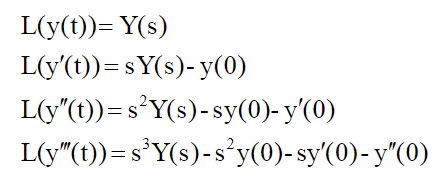 L(y(t))= Y(s)
L(y′(t))= sY(s)- y(0)
L(y″(t))= s²Y(s)- sy(0)- y′(0)
L(y‴(t))= s³Y(s)- s²y(0)- sy′(0)- y″(0)